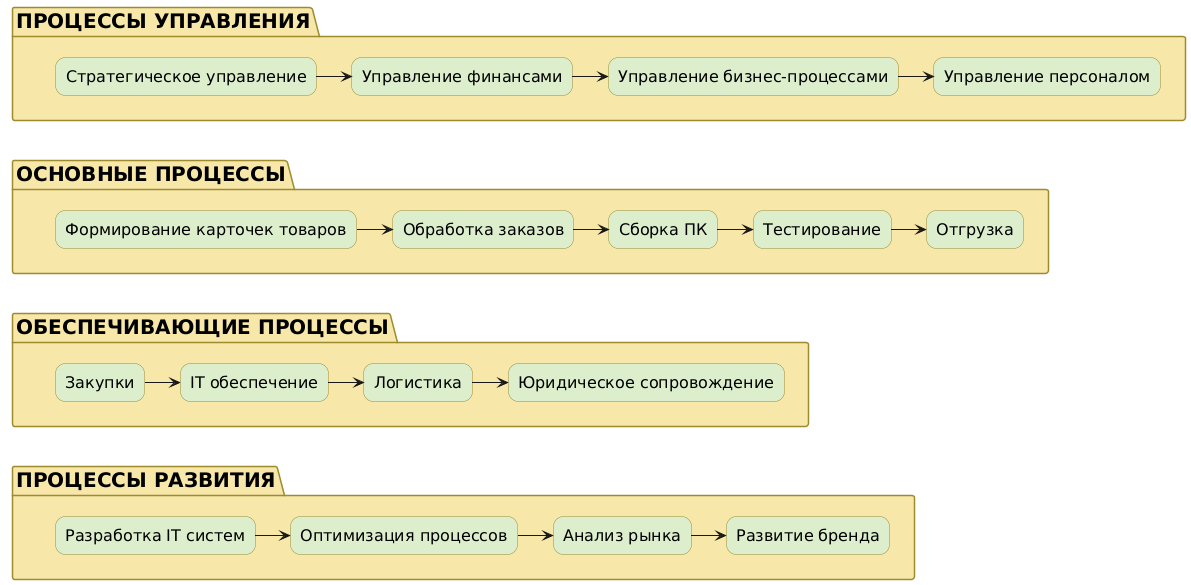 ПРОЦЕССЫ УПРАВЛЕНИЯ
Стратегическое управление
Управление финансами
Управление бизнес-процессами
Управление персоналом
ОСНОВНЫЕ ПРОЦЕССЫ
Формирование карточек товаров
Обработка заказов
Сборка ПК
Тестирование
Отгрузка
ОБЕСПЕЧИВАЮЩИЕ ПРОЦЕССЫ
Закупки
IT обеспечение
Логистика
Юридическое сопровождение
ПРОЦЕССЫ РАЗВИТИЯ
Разработка IT систем
Оптимизация процессов
Анализ рынка
Развитие бренда